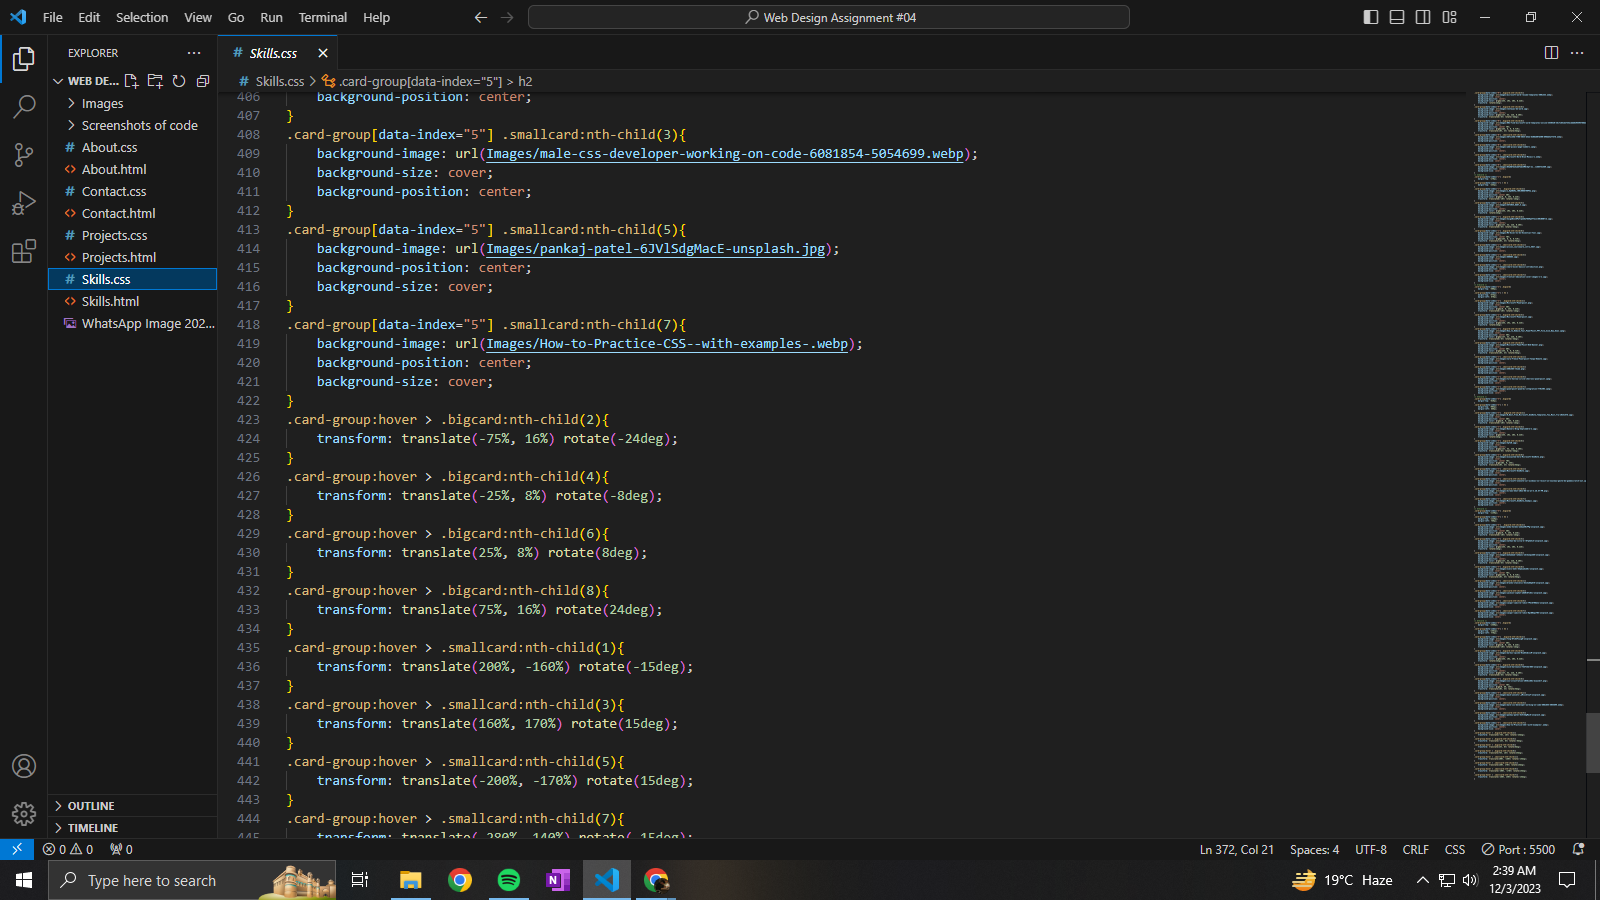 File Edit Selection View Go Run Terminal Help
Web Design Assignment #04
EXPLORER
WEB DE...
Images
Screenshots of code
# About.css
<> About.html
# Contact.css
<> Contact.html
# Projects.css
<> Projects.html
# Skills.css
<> Skills.html
WhatsApp Image 202...
OUTLINE
TIMELINE
# Skills.css
# Skills.css > .card-group[data-index="5"] > h2
406 background-position: center;
407 }
408 .card-group[data-index="5"] .smallcard:nth-child(3){
409 background-image: url(Images/male-css-developer-working-on-code-6081854-5054699.webp);
410 background-size: cover;
411 background-position: center;
412 }
413 .card-group[data-index="5"] .smallcard:nth-child(5){
414 background-image: url(Images/pankaj-patel-6JVlSdgMacE-unsplash.jpg);
415 background-position: center;
416 background-size: cover;
417 }
418 .card-group[data-index="5"] .smallcard:nth-child(7){
419 background-image: url(Images/How-to-Practice-CSS--with-examples-.webp);
420 background-position: center;
421 background-size: cover;
422 }
423 .card-group:hover > .bigcard:nth-child(2){
424 transform: translate(-75%, 16%) rotate(-24deg);
425 }
426 .card-group:hover > .bigcard:nth-child(4){
427 transform: translate(-25%, 8%) rotate(-8deg);
428 }
429 .card-group:hover > .bigcard:nth-child(6){
430 transform: translate(25%, 8%) rotate(8deg);
431 }
432 .card-group:hover > .bigcard:nth-child(8){
433 transform: translate(75%, 16%) rotate(24deg);
434 }
435 .card-group:hover > .smallcard:nth-child(1){
436 transform: translate(200%, -160%) rotate(-15deg);
437 }
438 .card-group:hover > .smallcard:nth-child(3){
439 transform: translate(160%, 170%) rotate(15deg);
440 }
441 .card-group:hover > .smallcard:nth-child(5){
442 transform: translate(-200%, -170%) rotate(15deg);
443 }
444 .card-group:hover > .smallcard:nth-child(7){
445 transform: translate(-280%, 140%) rotate(-15deg);
0 0 0
Ln 372, Col 21 Spaces: 4 UTF-8 CRLF CSS Port : 5500
Type here to search
19°C Haze
2:39 AM
12/3/2023